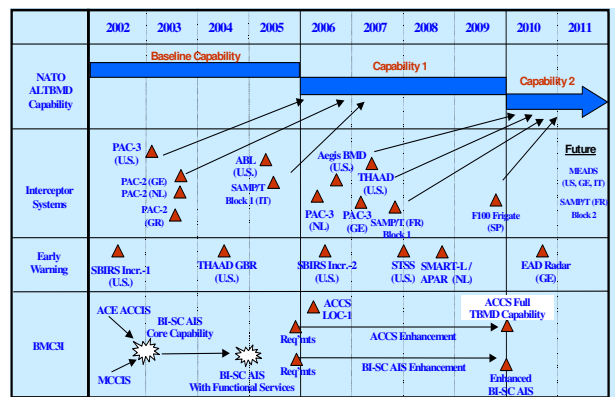 2002 2003 2004 2005 2006 2007 2008 2009 2010 2011
NATO
ALTBMD
Capability
Baseline Capability
Capability 1
Capability 2
Interceptor
Systems
PAC-3
(U.S.)
PAC-2 (GE)
PAC-2 (NL)
PAC-2
(GR)
ABL
(U.S.)
SAMP/T
Block 1 (IT)
Aegis BMD
(U.S.)
THAAD
(U.S.)
PAC-3
(NL)
PAC-3
(GE)
SAMP/T (FR)
Block 1
F100 Frigate
(SP)
Future
MEADS
(US, GE, IT)
SAMP/T (FR)
Block 2
Early
Warning
SBIRS Incr.-1
(U.S.)
THAAD GBR
(U.S.)
SBIRS Incr.-2
(U.S.)
STSS
(U.S.)
SMART-L /
APAR (NL)
EAD Radar
(GE).
BMC3I
ACE ACCIS
MCCIS
BI-SC AIS
Core Capability
BI-SC AIS
With Functional Services
ACCS
LOC-1
Req'mts
ACCS Enhancement
ACCS Full
TBMD Capability
Req'mts
BI-SC AIS Enhancement
Enhanced
BI-SC AIS